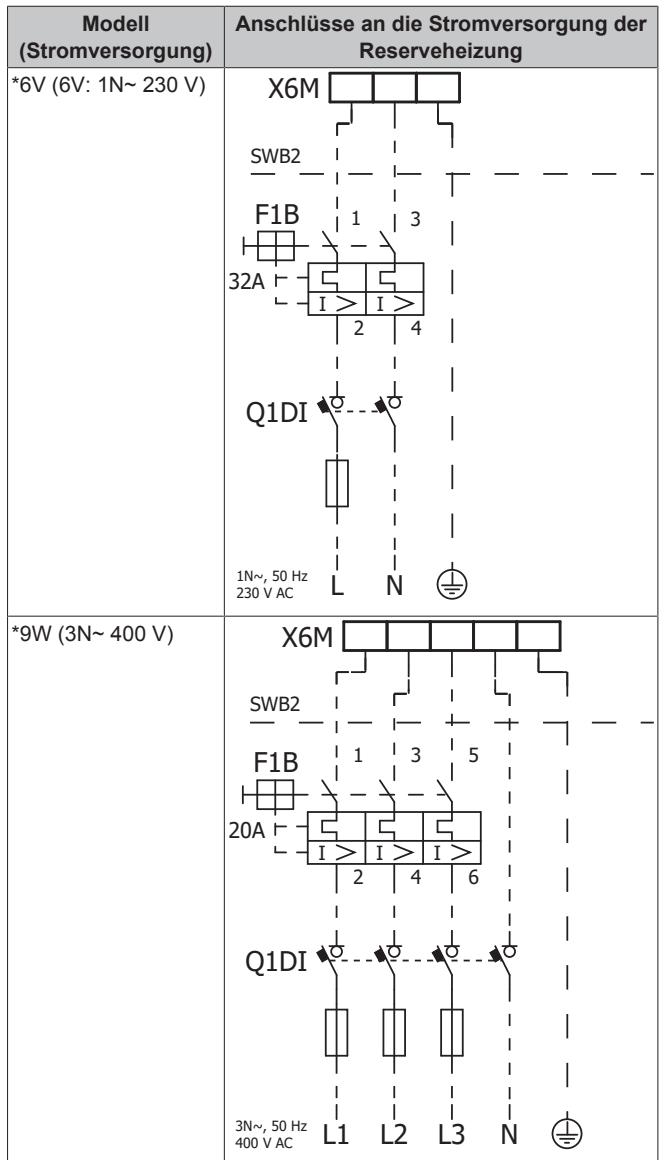 Modell
(Stromversorgung)
Anschlüsse an die Stromversorgung der
Reserveheizung
*6V (6V: 1N~ 230 V)
X6M
SWB2
F1B
1 3
32A
I > I >
2 4
Q1DI
1N~, 50 Hz
230 V AC
L N
*9W (3N~ 400 V)
X6M
SWB2
F1B
1 3 5
20A
I > I > I >
2 4 6
Q1DI
3N~, 50 Hz
400 V AC
L1 L2 L3 N